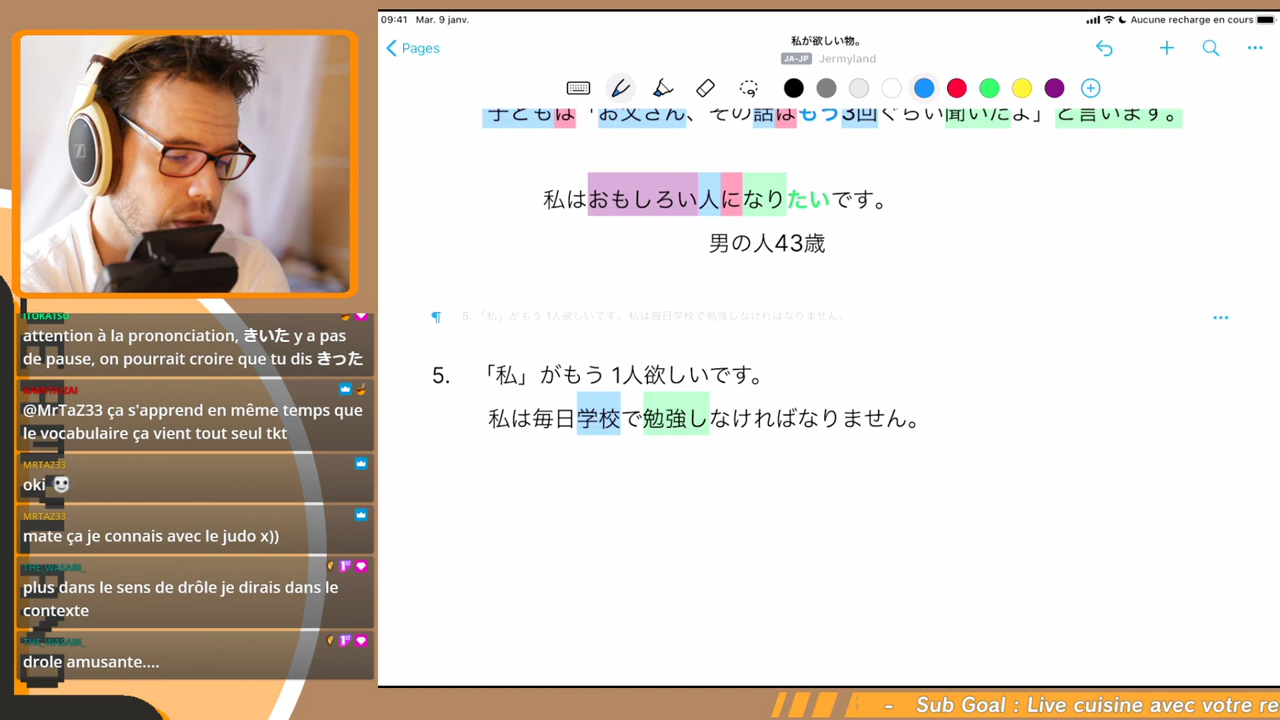 09:41 Mar. 9 janv.
Aucune recharge en cours
Pages
私が欲しい物。
JA-JP Jermyland
子どもは「お父さん、その話はもう3回ぐらい聞いたよ」と言います。
私はおもしろい人になりたいです。
男の人43歳
5. 「私」がもう 1人欲しいです。私は毎日学校で勉強しなければなりません。
5. 「私」がもう 1人欲しいです。
私は毎日学校で勉強しなければなりません。
ITOKATSU
attention à la prononciation, きいた y a pas
de pause, on pourrait croire que tu dis きった
@MrTaZ33 ça s'apprend en même temps que
le vocabulaire ça vient tout seul tkt
MRTAZ33
oki
MRTAZ33
mate ça je connais avec le judo x))
THE_WASABI_
plus dans le sens de drôle je dirais dans le
contexte
THE_WASABI_
drole amusante....
- Sub Goal : Live cuisine avec votre re